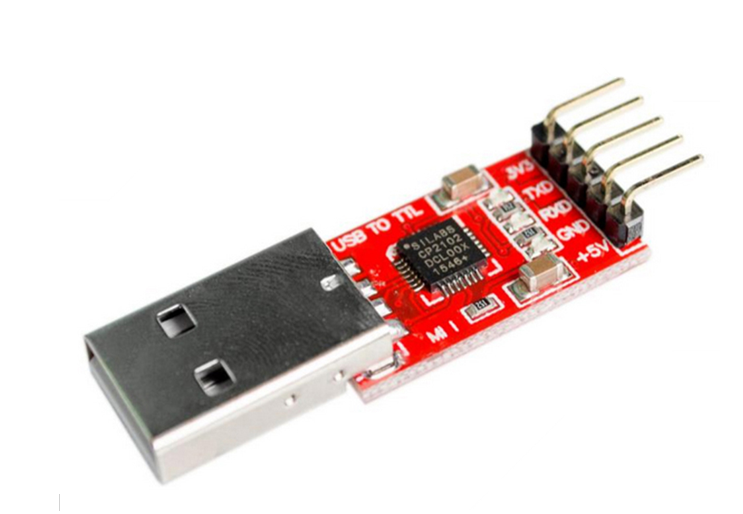 USB TO TTL
SILABS
CP2102
DCL00X
1546+
3V3
TXD
RXD
GND
+5V